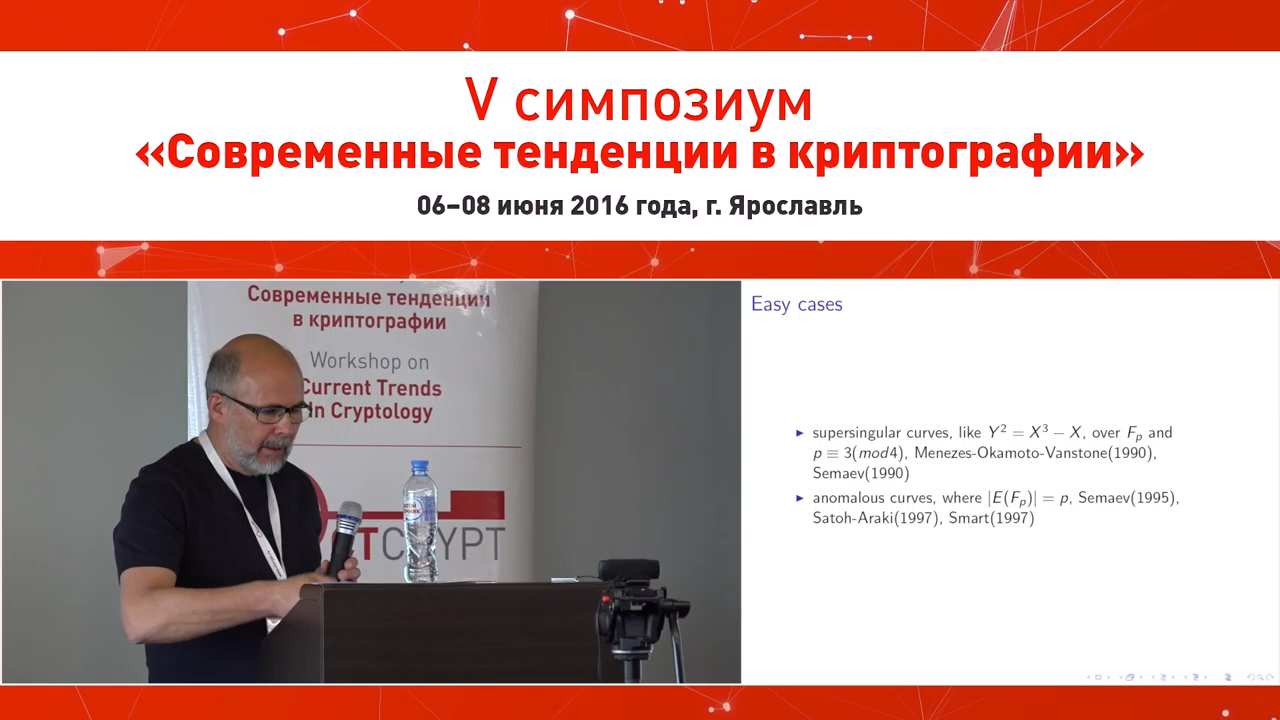 V симпозиум
«Современные тенденции в криптографии»
06–08 июня 2016 года, г. Ярославль
Современные тенденции
в криптографии
Workshop on
Current Trends
In Cryptology
CTCRYPT
Easy cases
▸ supersingular curves, like Y² = X³ − X, over Fₚ and
p ≡ 3(mod4), Menezes-Okamoto-Vanstone(1990),
Semaev(1990)
▸ anomalous curves, where |E(Fₚ)| = p, Semaev(1995),
Satoh-Araki(1997), Smart(1997)